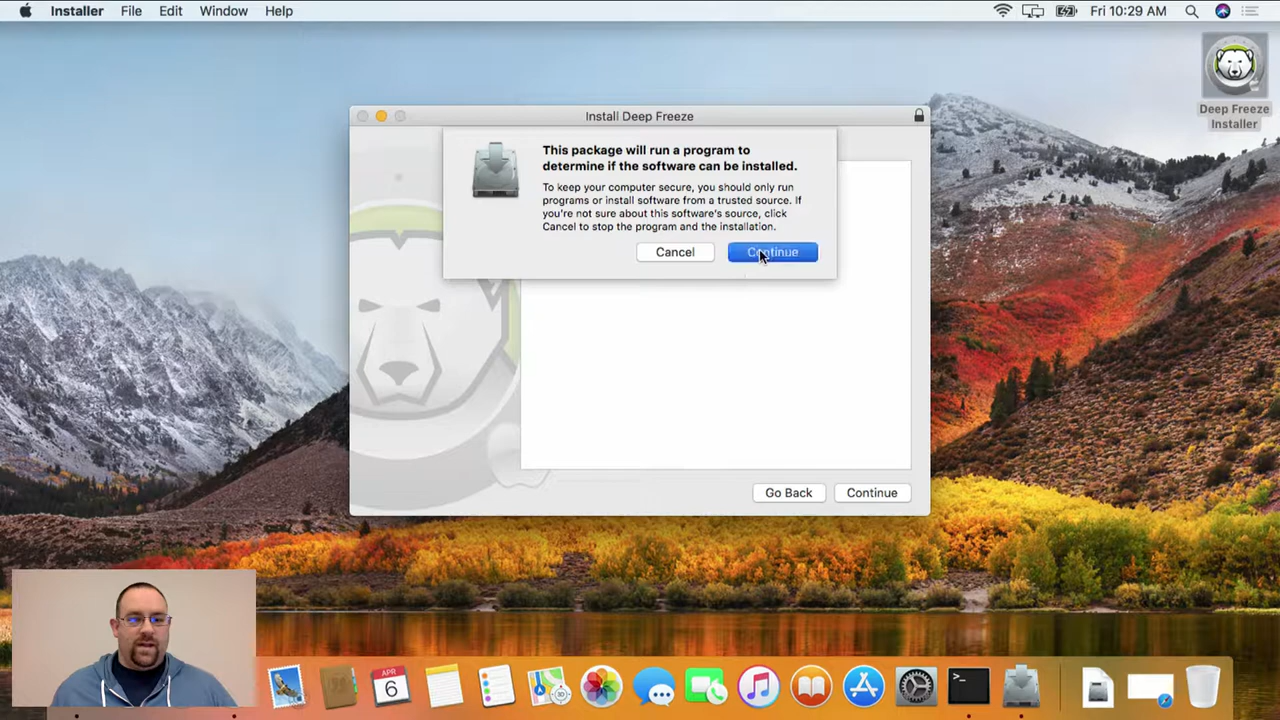 Installer File Edit Window Help Fri 10:29 AM
Deep Freeze
Installer
Install Deep Freeze
This package will run a program to
determine if the software can be installed.
To keep your computer secure, you should only run
programs or install software from a trusted source. If
you're not sure about this software's source, click
Cancel to stop the program and the installation.
Cancel Continue
Go Back Continue
APR
6
3D
>_